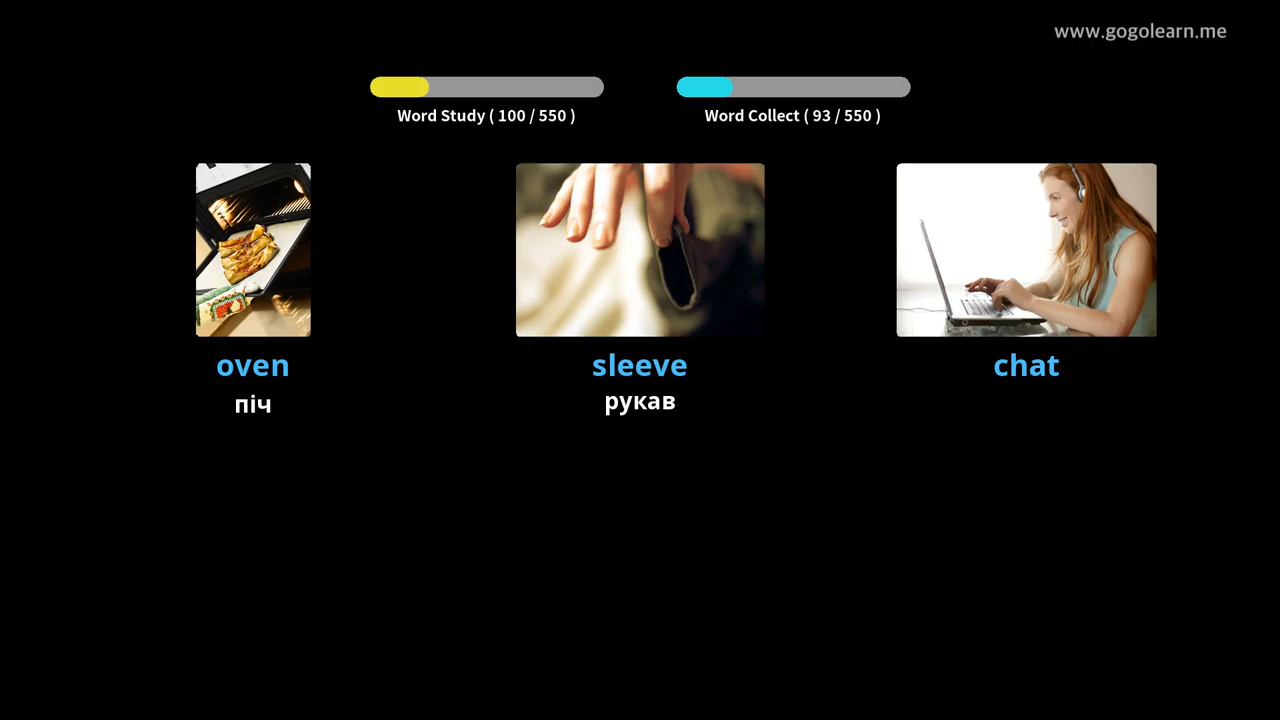 www.gogolearn.me
Word Study ( 100 / 550 )
Word Collect ( 93 / 550 )
oven
піч
sleeve
рукав
chat